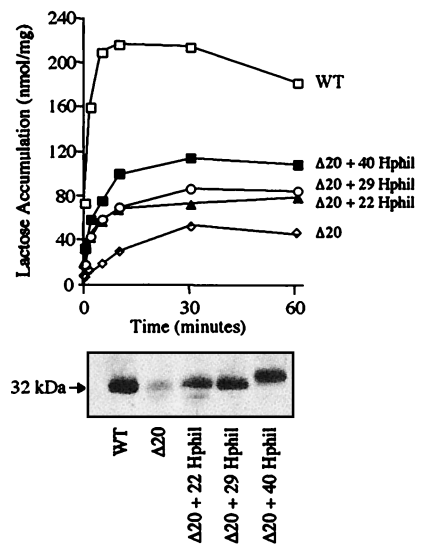 240
200
160
120
80
40
0
Lactose Accumulation (nmol/mg)
WT
Δ20 + 40 Hphil
Δ20 + 29 Hphil
Δ20 + 22 Hphil
Δ20
0
30
60
Time (minutes)
32 kDa→
WT
Δ20
Δ20 + 22 Hphil
Δ20 + 29 Hphil
Δ20 + 40 Hphil